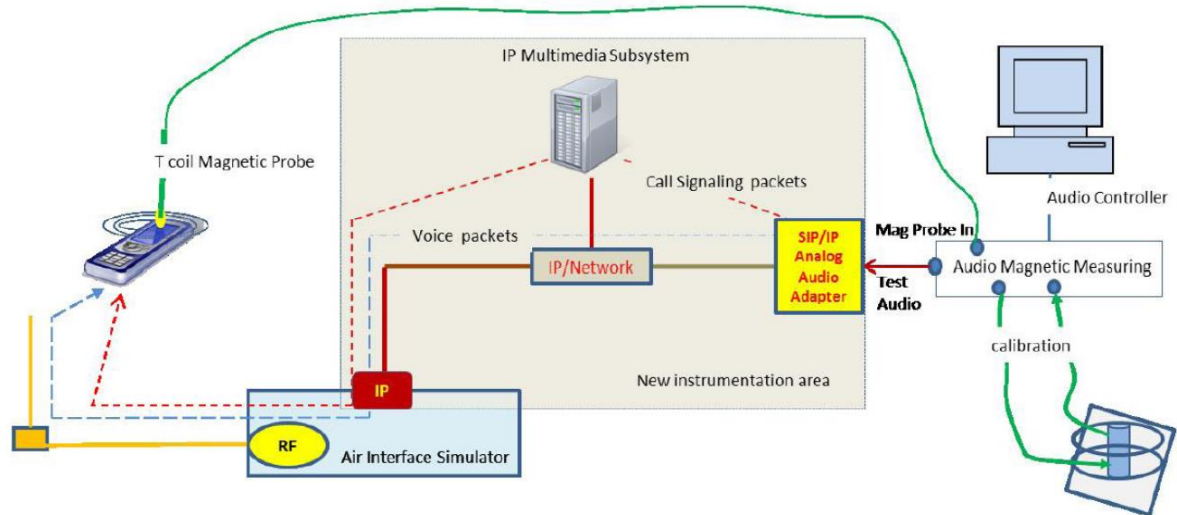 IP Multimedia Subsystem
T coil Magnetic Probe
Call Signaling packets
Audio Controller
Voice packets
Mag Probe In
SIP/IP
Analog
Audio
Adapter
IP/Network
Audio Magnetic Measuring
Test
Audio
calibration
IP
New instrumentation area
RF
Air Interface Simulator